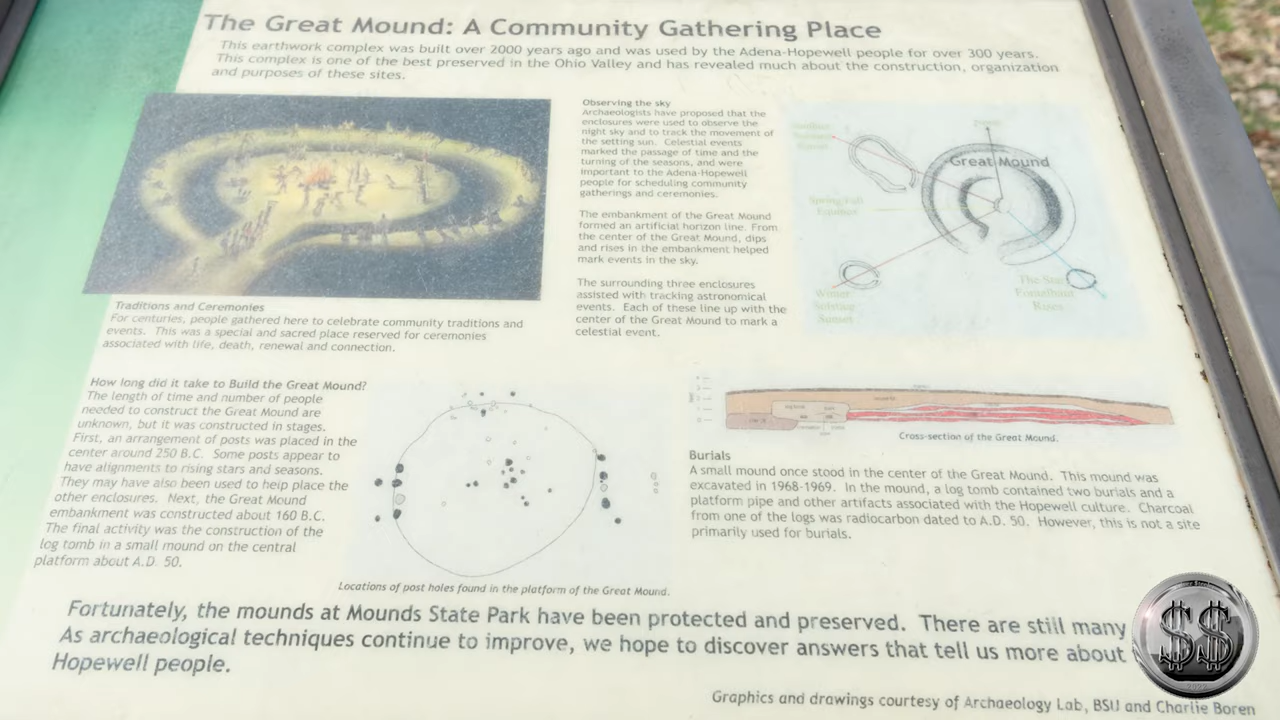 The Great Mound: A Community Gathering Place
This earthwork complex was built over 2000 years ago and was used by the Adena-Hopewell people for over 300 years.
This complex is one of the best preserved in the Ohio Valley and has revealed much about the construction, organization
and purposes of these sites.
Observing the sky
Archaeologists have proposed that the
enclosures were used to observe the
night sky and to track the movement of
the setting sun. Celestial events
marked the passage of time and the
turning of the seasons, and were
important to the Adena-Hopewell
people for scheduling community
gatherings and ceremonies.
The embankment of the Great Mound
formed an artificial horizon line. From
the center of the Great Mound, dips
and rises in the embankment helped
mark events in the sky.
The surrounding three enclosures
assisted with tracking astronomical
events. Each of these line up with the
center of the Great Mound to mark a
celestial event.
North
Summer
Solstice
Sunset
Great Mound
Spring/Fall
Equinox
Winter
Solstice
Sunset
The Star
Fomalhaut
Rises
Traditions and Ceremonies
For centuries, people gathered here to celebrate community traditions and
events. This was a special and sacred place reserved for ceremonies
associated with life, death, renewal and connection.
How long did it take to Build the Great Mound?
The length of time and number of people
needed to construct the Great Mound are
unknown, but it was constructed in stages.
First, an arrangement of posts was placed in the
center around 250 B.C. Some posts appear to
have alignments to rising stars and seasons.
They may have also been used to help place the
other enclosures. Next, the Great Mound
embankment was constructed about 160 B.C.
The final activity was the construction of the
log tomb in a small mound on the central
platform about A.D. 50.
Locations of post holes found in the platform of the Great Mound.
Cross-section of the Great Mound.
Burials
A small mound once stood in the center of the Great Mound. This mound was
excavated in 1968-1969. In the mound, a log tomb contained two burials and a
platform pipe and other artifacts associated with the Hopewell culture. Charcoal
from one of the logs was radiocarbon dated to A.D. 50. However, this is not a site
primarily used for burials.
Fortunately, the mounds at Mounds State Park have been protected and preserved. There are still many
As archaeological techniques continue to improve, we hope to discover answers that tell us more about
Hopewell people.
Graphics and drawings courtesy of Archaeology Lab, BSU and Charlie Boren
$$